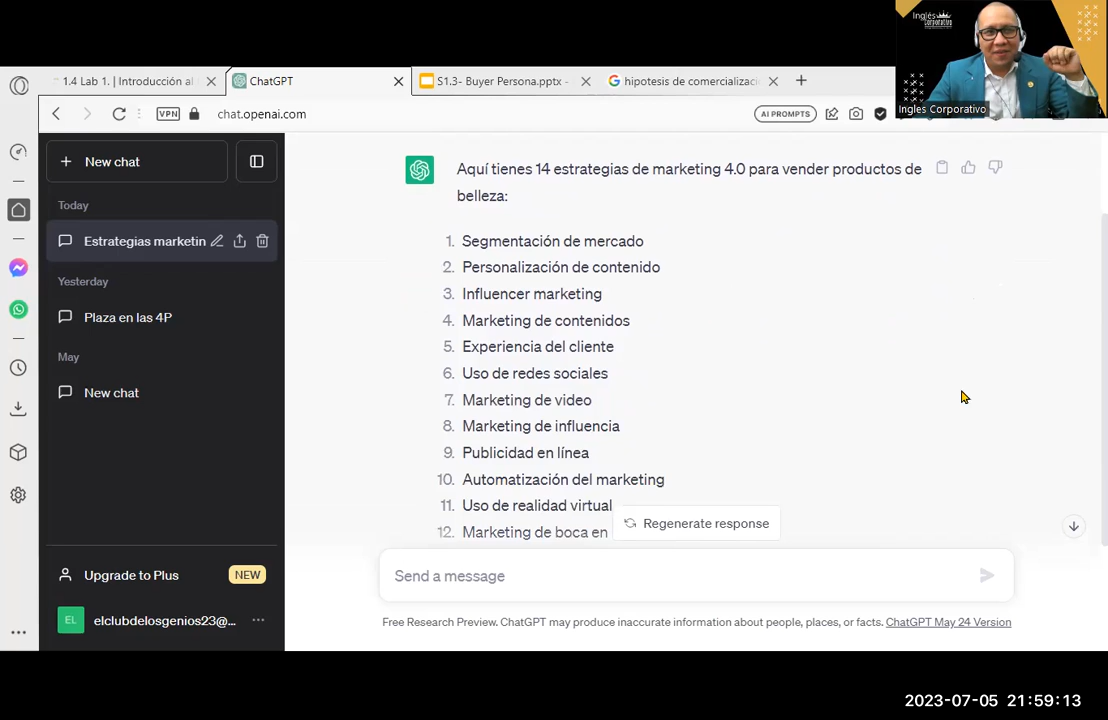 Inglés
Corporativo
Ingles Corporativo
1.4 Lab 1. | Introducción al
ChatGPT
S1.3- Buyer Persona.pptx -
hipotesis de comercializaci
VPN
chat.openai.com
AI PROMPTS
New chat
Today
Estrategias marketin
Yesterday
Plaza en las 4P
May
New chat
Upgrade to Plus
NEW
EL
elclubdelosgenios23@...
Aquí tienes 14 estrategias de marketing 4.0 para vender productos de
belleza:
1. Segmentación de mercado
2. Personalización de contenido
3. Influencer marketing
4. Marketing de contenidos
5. Experiencia del cliente
6. Uso de redes sociales
7. Marketing de video
8. Marketing de influencia
9. Publicidad en línea
10. Automatización del marketing
11. Uso de realidad virtual
12. Marketing de boca en
Regenerate response
Send a message
Free Research Preview. ChatGPT may produce inaccurate information about people, places, or facts. ChatGPT May 24 Version
2023-07-05 21:59:13